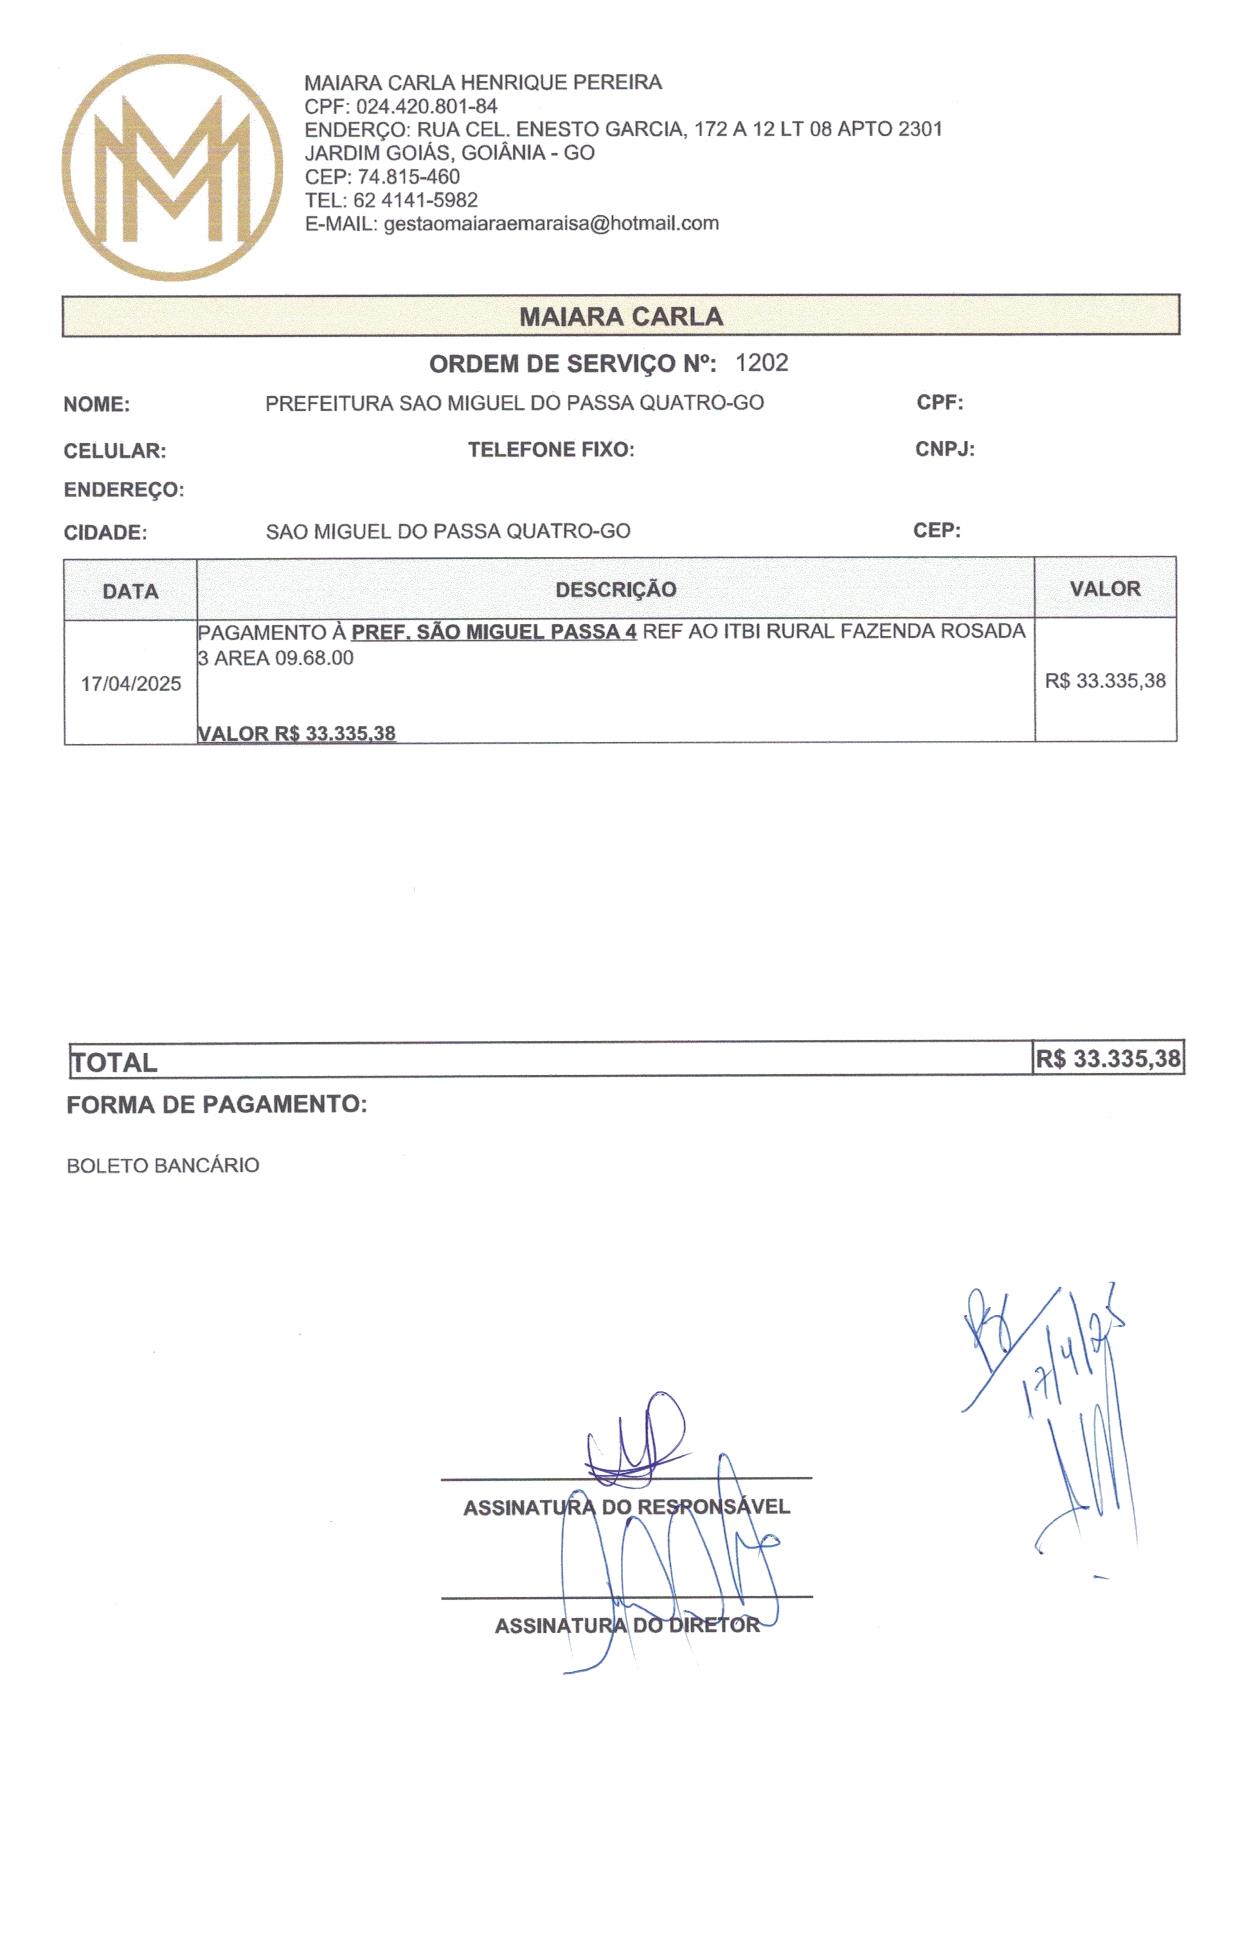 MAIARA CARLA HENRIQUE PEREIRA
CPF: 024.420.801-84
ENDERÇO: RUA CEL. ENESTO GARCIA, 172 A 12 LT 08 APTO 2301
JARDIM GOIÁS, GOIÂNIA - GO
CEP: 74.815-460
TEL: 62 4141-5982
E-MAIL: gestaomaiaraemaraisa@hotmail.com
MAIARA CARLA
ORDEM DE SERVIÇO Nº: 1202
NOME: PREFEITURA SAO MIGUEL DO PASSA QUATRO-GO CPF:
CELULAR: TELEFONE FIXO: CNPJ:
ENDEREÇO:
CIDADE: SAO MIGUEL DO PASSA QUATRO-GO CEP:
DATA DESCRIÇÃO VALOR
PAGAMENTO À PREF. SÃO MIGUEL PASSA 4 REF AO ITBI RURAL FAZENDA ROSADA
3 AREA 09.68.00
17/04/2025 R$ 33.335,38
VALOR R$ 33.335,38
TOTAL R$ 33.335,38
FORMA DE PAGAMENTO:
BOLETO BANCÁRIO
17/4/25
ASSINATURA DO RESPONSÁVEL
ASSINATURA DO DIRETOR